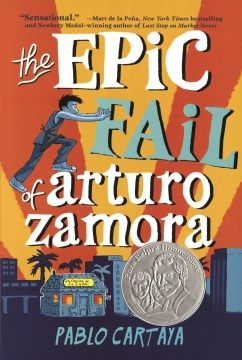 "Sensational." —Matt de la Peña, New York Times bestselling
and Newbery Medal–winning author of Last Stop on Market Street
the EPiC
FAiL
of arturo
zamora
PABLO CARTAYA